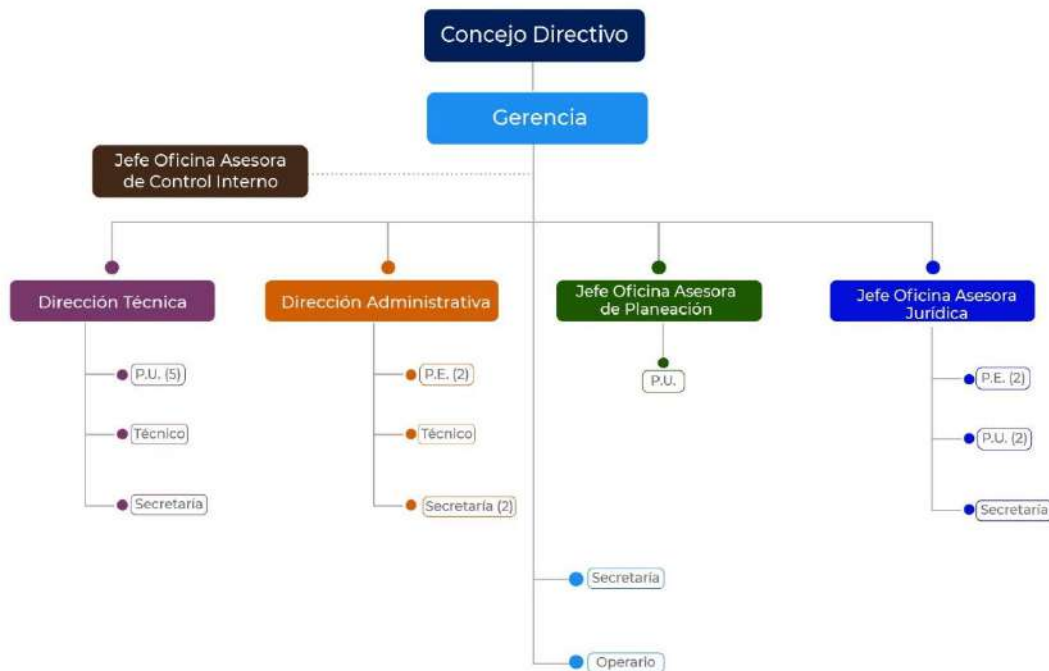 Concejo Directivo
Gerencia
Jefe Oficina Asesora
de Control Interno
Dirección Técnica
P.U. (5)
Técnico
Secretaría
Dirección Administrativa
P.E. (2)
Técnico
Secretaría (2)
Jefe Oficina Asesora
de Planeación
P.U.
Jefe Oficina Asesora
Jurídica
P.E. (2)
P.U. (2)
Secretaría
Secretaría
Operario